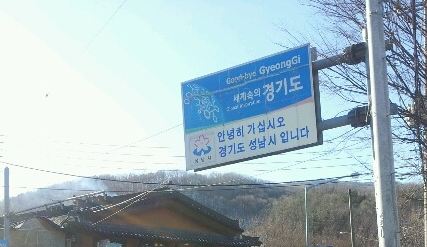 Good-bye GyeongGi
세계속의 경기도
안녕히 가십시오
경기도 성남시 입니다